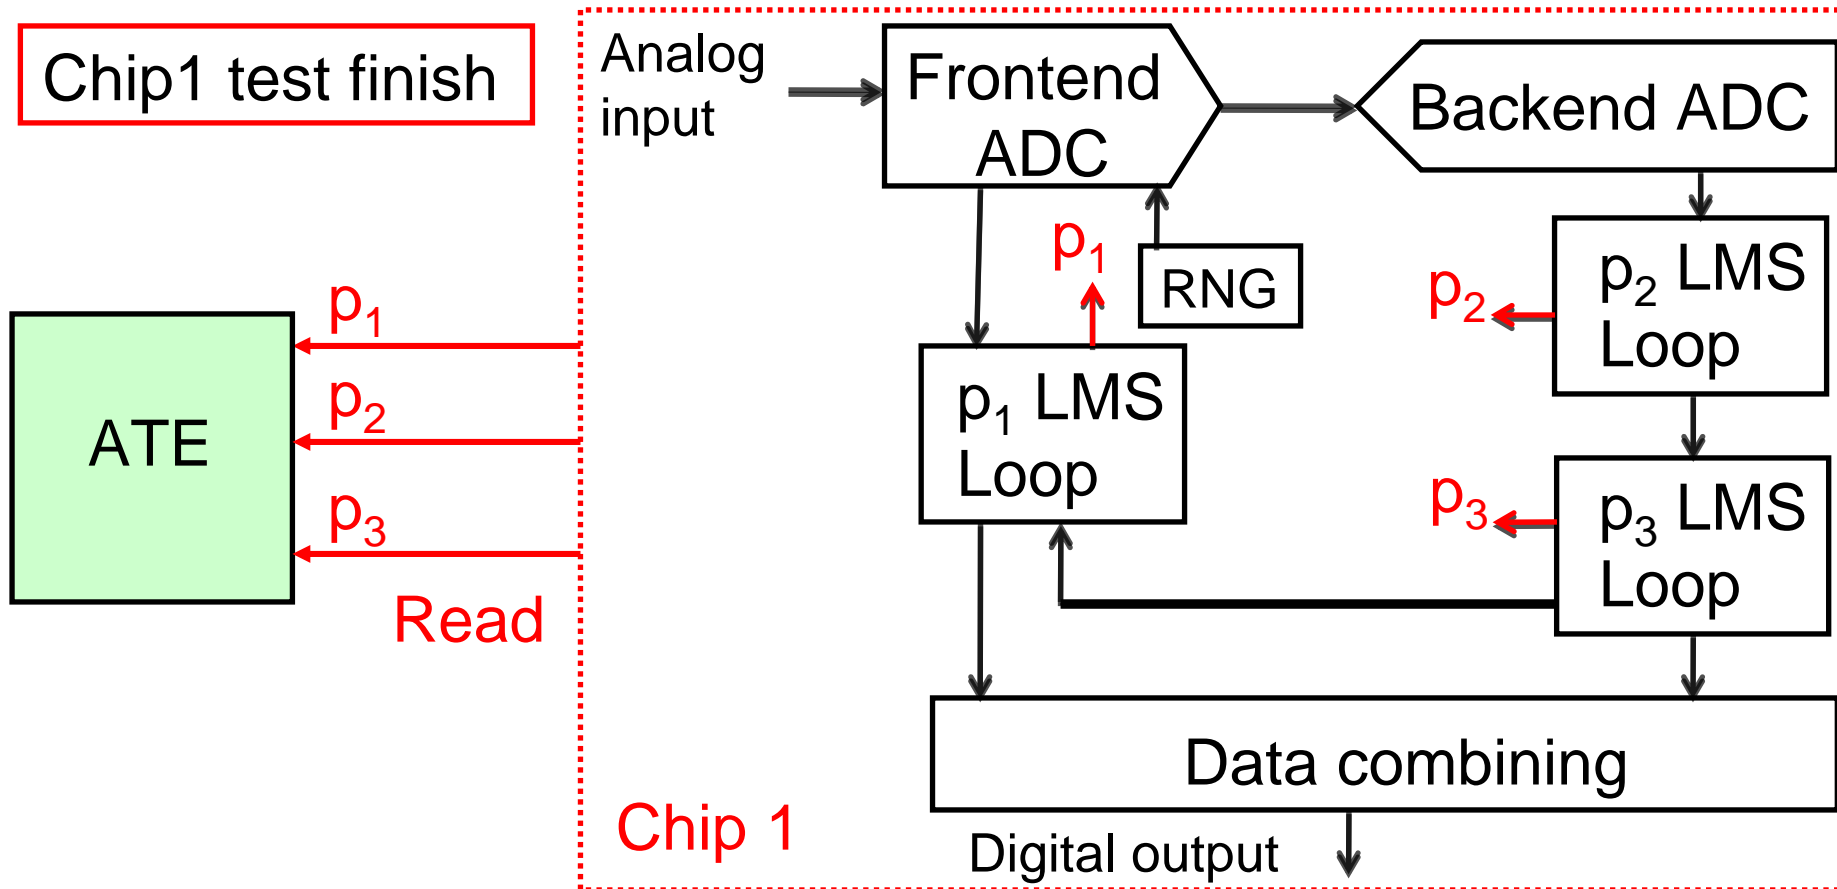 Chip1 test finish
Analog
input
Frontend
ADC
Backend ADC
p1
RNG
p2 LMS
Loop
p2
p1
p2
p3
ATE
Read
p1 LMS
Loop
p3 LMS
Loop
p3
Data combining
Chip 1
Digital output